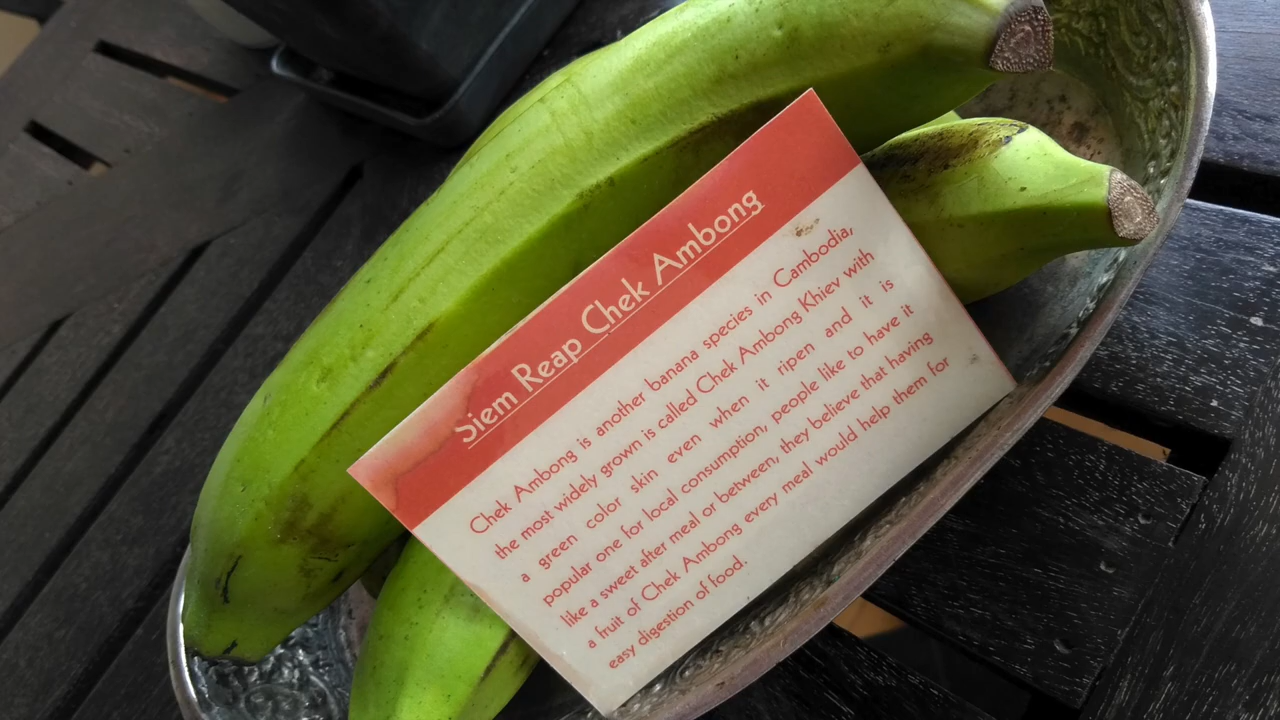 Siem Reap Chek Ambong
Chek Ambong is another banana species in Cambodia,
the most widely grown is called Chek Ambong Khiev with
a green color skin even when it ripen and it is
popular one for local consumption, people like to have it
like a sweet after meal or between, they believe that having
a fruit of Chek Ambong every meal would help them for
easy digestion of food.